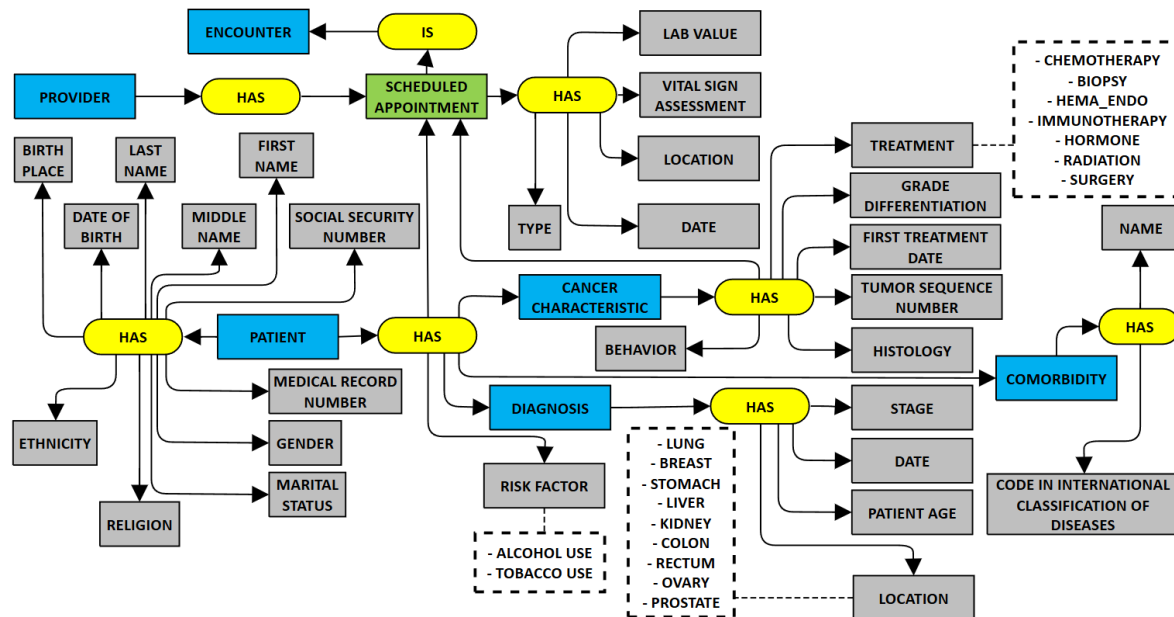 ENCOUNTER
IS
LAB VALUE
PROVIDER
HAS
SCHEDULED
APPOINTMENT
HAS
VITAL SIGN
ASSESSMENT
LOCATION
TYPE
DATE
- CHEMOTHERAPY
- BIOPSY
- HEMA_ENDO
- IMMUNOTHERAPY
- HORMONE
- RADIATION
- SURGERY
BIRTH
PLACE
LAST
NAME
FIRST
NAME
DATE OF
BIRTH
MIDDLE
NAME
SOCIAL SECURITY
NUMBER
TREATMENT
GRADE
DIFFERENTIATION
FIRST TREATMENT
DATE
TUMOR SEQUENCE
NUMBER
HISTOLOGY
NAME
HAS
PATIENT
HAS
CANCER
CHARACTERISTIC
HAS
BEHAVIOR
HAS
COMORBIDITY
MEDICAL RECORD
NUMBER
DIAGNOSIS
HAS
STAGE
ETHNICITY
GENDER
DATE
RELIGION
MARITAL
STATUS
RISK FACTOR
- ALCOHOL USE
- TOBACCO USE
- LUNG
- BREAST
- STOMACH
- LIVER
- KIDNEY
- COLON
- RECTUM
- OVARY
- PROSTATE
PATIENT AGE
LOCATION
CODE IN INTERNATIONAL
CLASSIFICATION OF
DISEASES